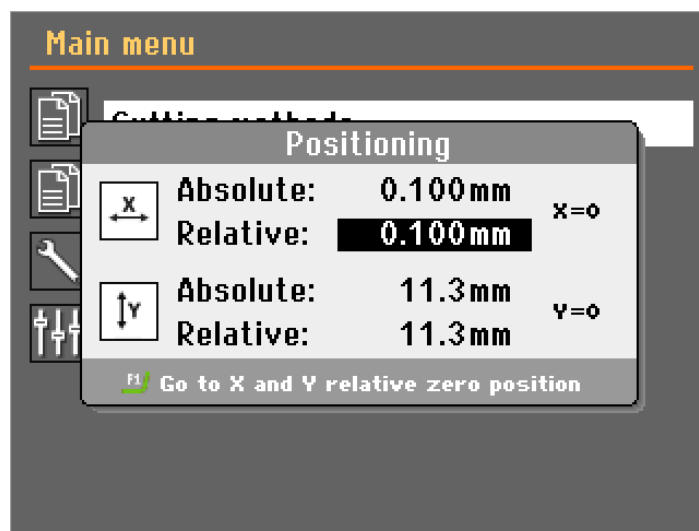 Main menu
Positioning
X
Absolute: 0.100mm
Relative: 0.100mm
X=0
Y
Absolute: 11.3mm
Relative: 11.3mm
Y=0
F1 Go to X and Y relative zero position